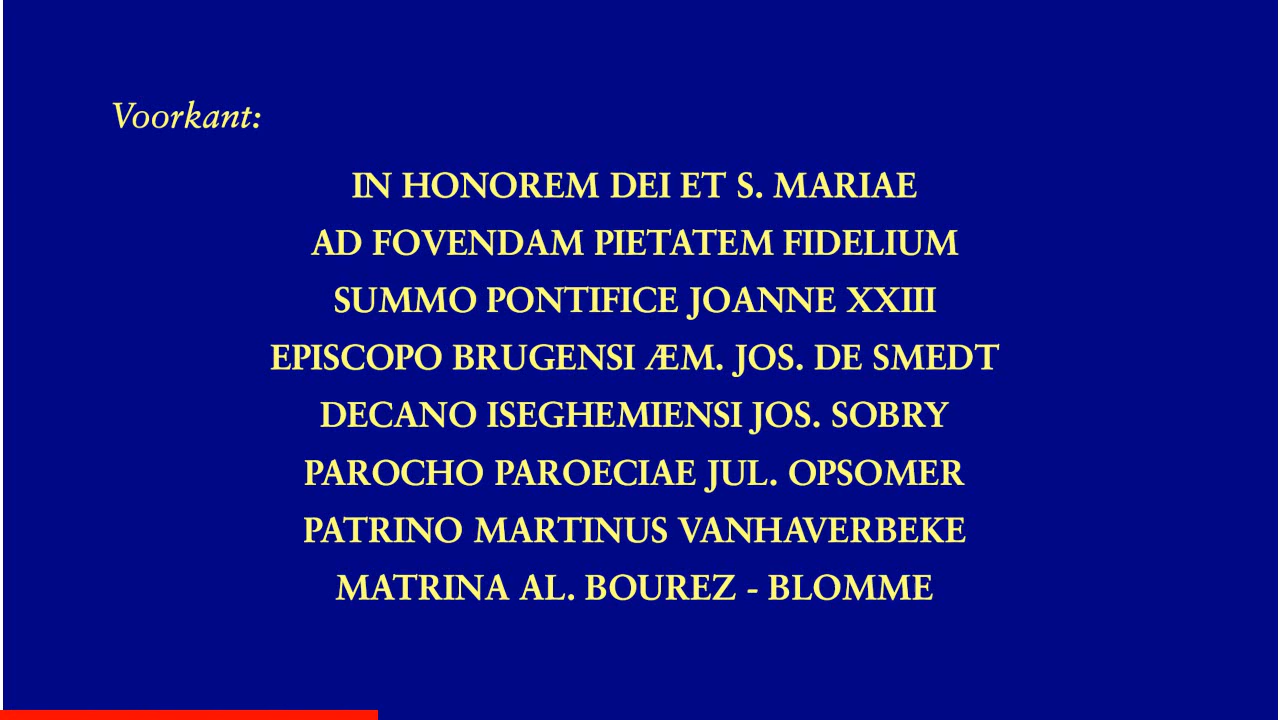 Voorkant:
IN HONOREM DEI ET S. MARIAE
AD FOVENDAM PIETATEM FIDELIUM
SUMMO PONTIFICE JOANNE XXIII
EPISCOPO BRUGENSI ÆM. JOS. DE SMEDT
DECANO ISEGHEMIENSI JOS. SOBRY
PAROCHO PAROECIAE JUL. OPSOMER
PATRINO MARTINUS VANHAVERBEKE
MATRINA AL. BOUREZ - BLOMME